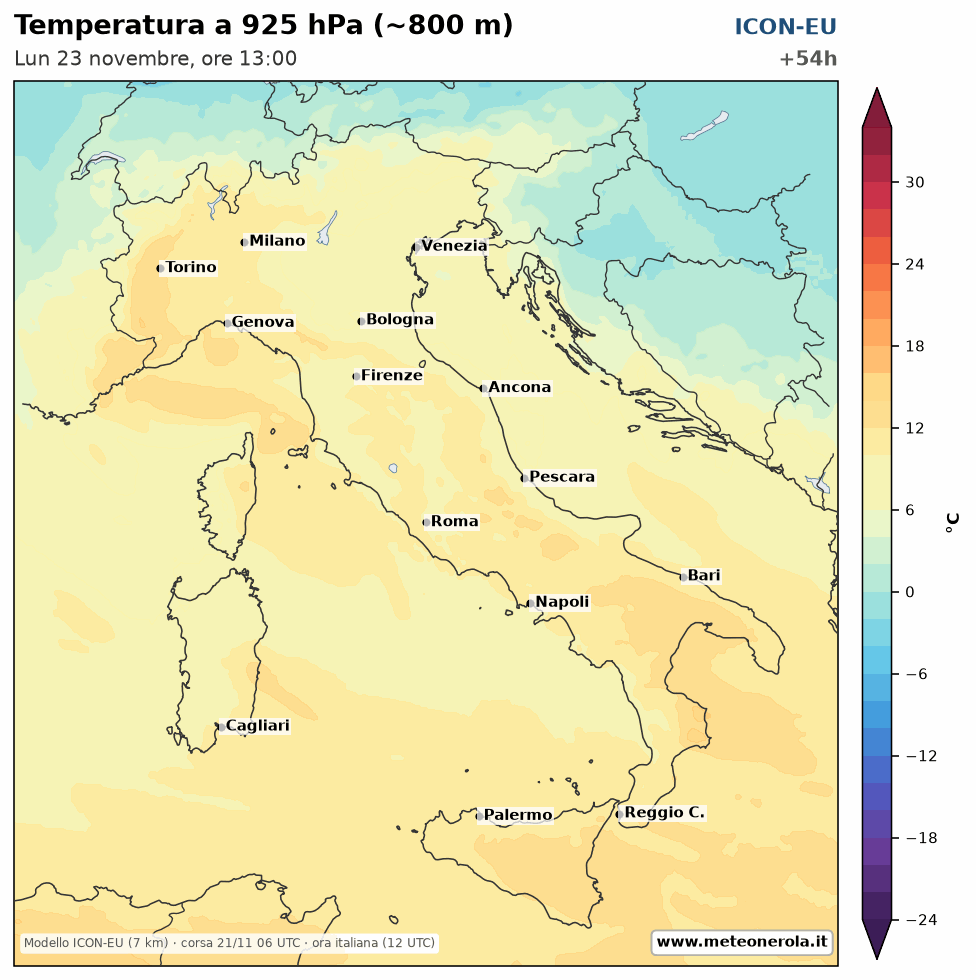 Temperatura a 925 hPa (~800 m)
ICON-EU
Lun 23 novembre, ore 13:00
+54h
Milano
Venezia
Torino
Genova
Bologna
Firenze
Ancona
Pescara
Roma
Bari
Napoli
Cagliari
Palermo
Reggio C.
30
24
18
12
6
0
−6
−12
−18
−24
°C
Modello ICON-EU (7 km) · corsa 21/11 06 UTC · ora italiana (12 UTC)
www.meteonerola.it